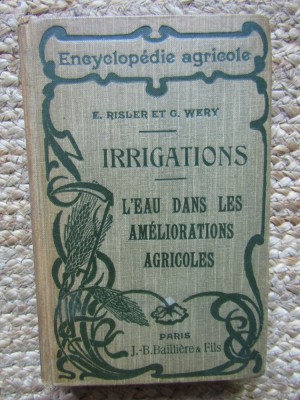 Encyclopédie agricole
E. RISLER ET G. WERY
IRRIGATIONS
L'EAU DANS LES
AMÉLIORATIONS
AGRICOLES
PARIS
J.-B. Baillière & Fils